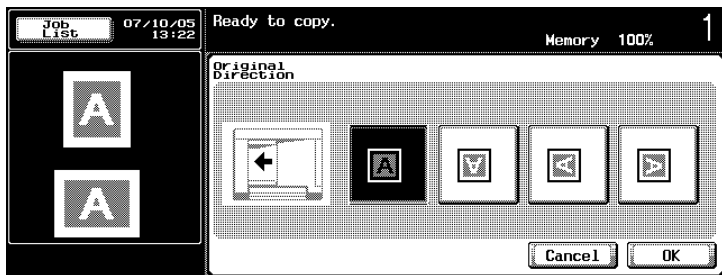 Job
List
07/10/05
13:22
Ready to copy.
Memory 100%
1
Original
Direction
A
A
A
A
A
A
Cancel
OK